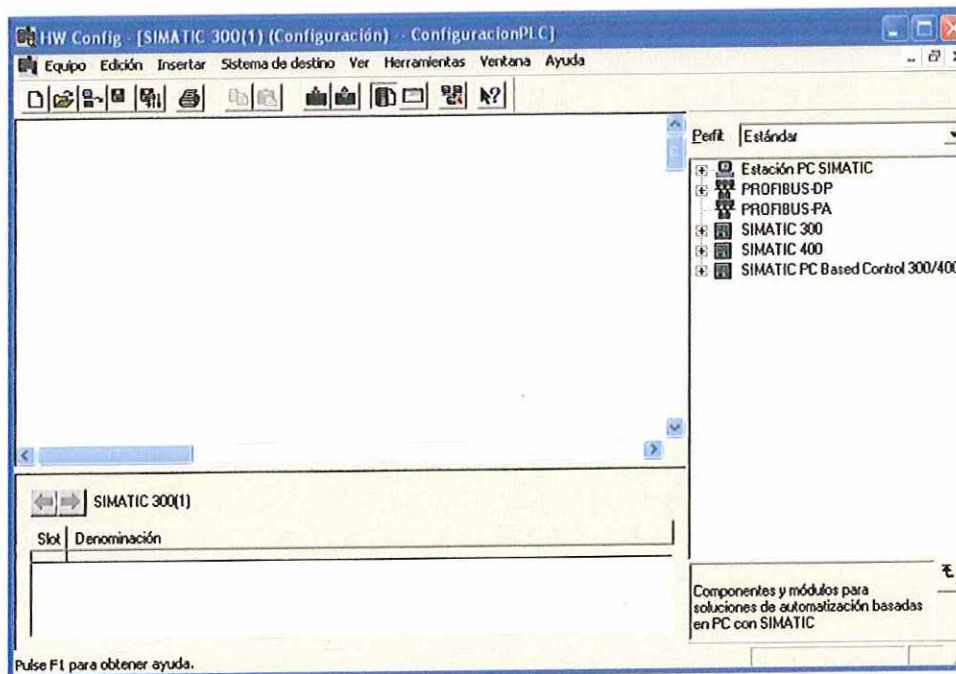 HW Config - [SIMATIC 300(1) (Configuración) -- ConfiguracionPLC]
Equipo Edición Insertar Sistema de destino Ver Herramientas Ventana Ayuda
Perfil: Estándar
Estación PC SIMATIC
PROFIBUS-DP
PROFIBUS-PA
SIMATIC 300
SIMATIC 400
SIMATIC PC Based Control 300/400
SIMATIC 300(1)
Slot Denominación
Componentes y módulos para
soluciones de automatización basadas
en PC con SIMATIC
Pulse F1 para obtener ayuda.